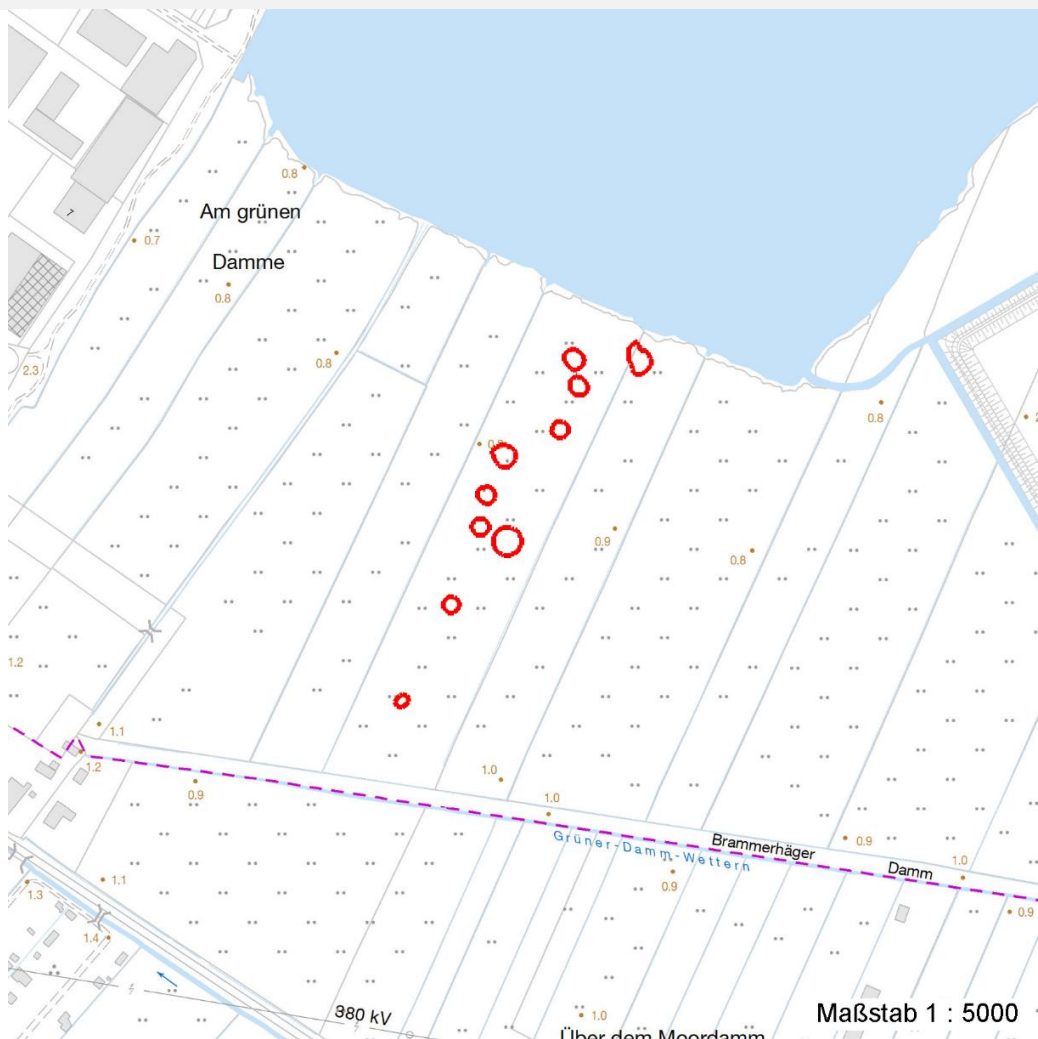 0.8
Am grünen
7
0.7
Damme
0.8
0.8
2.3
0.8
0.9
0.8
1.2
1.1
1.2
1.0
0.9
1.0
Grüner-Damm-Wettern
Brammerhäger
0.9
Damm
1.0
0.9
1.1
1.3
0.9
1.4
380 kV
1.0
Maßstab 1 : 5000
Über dem Moordamm